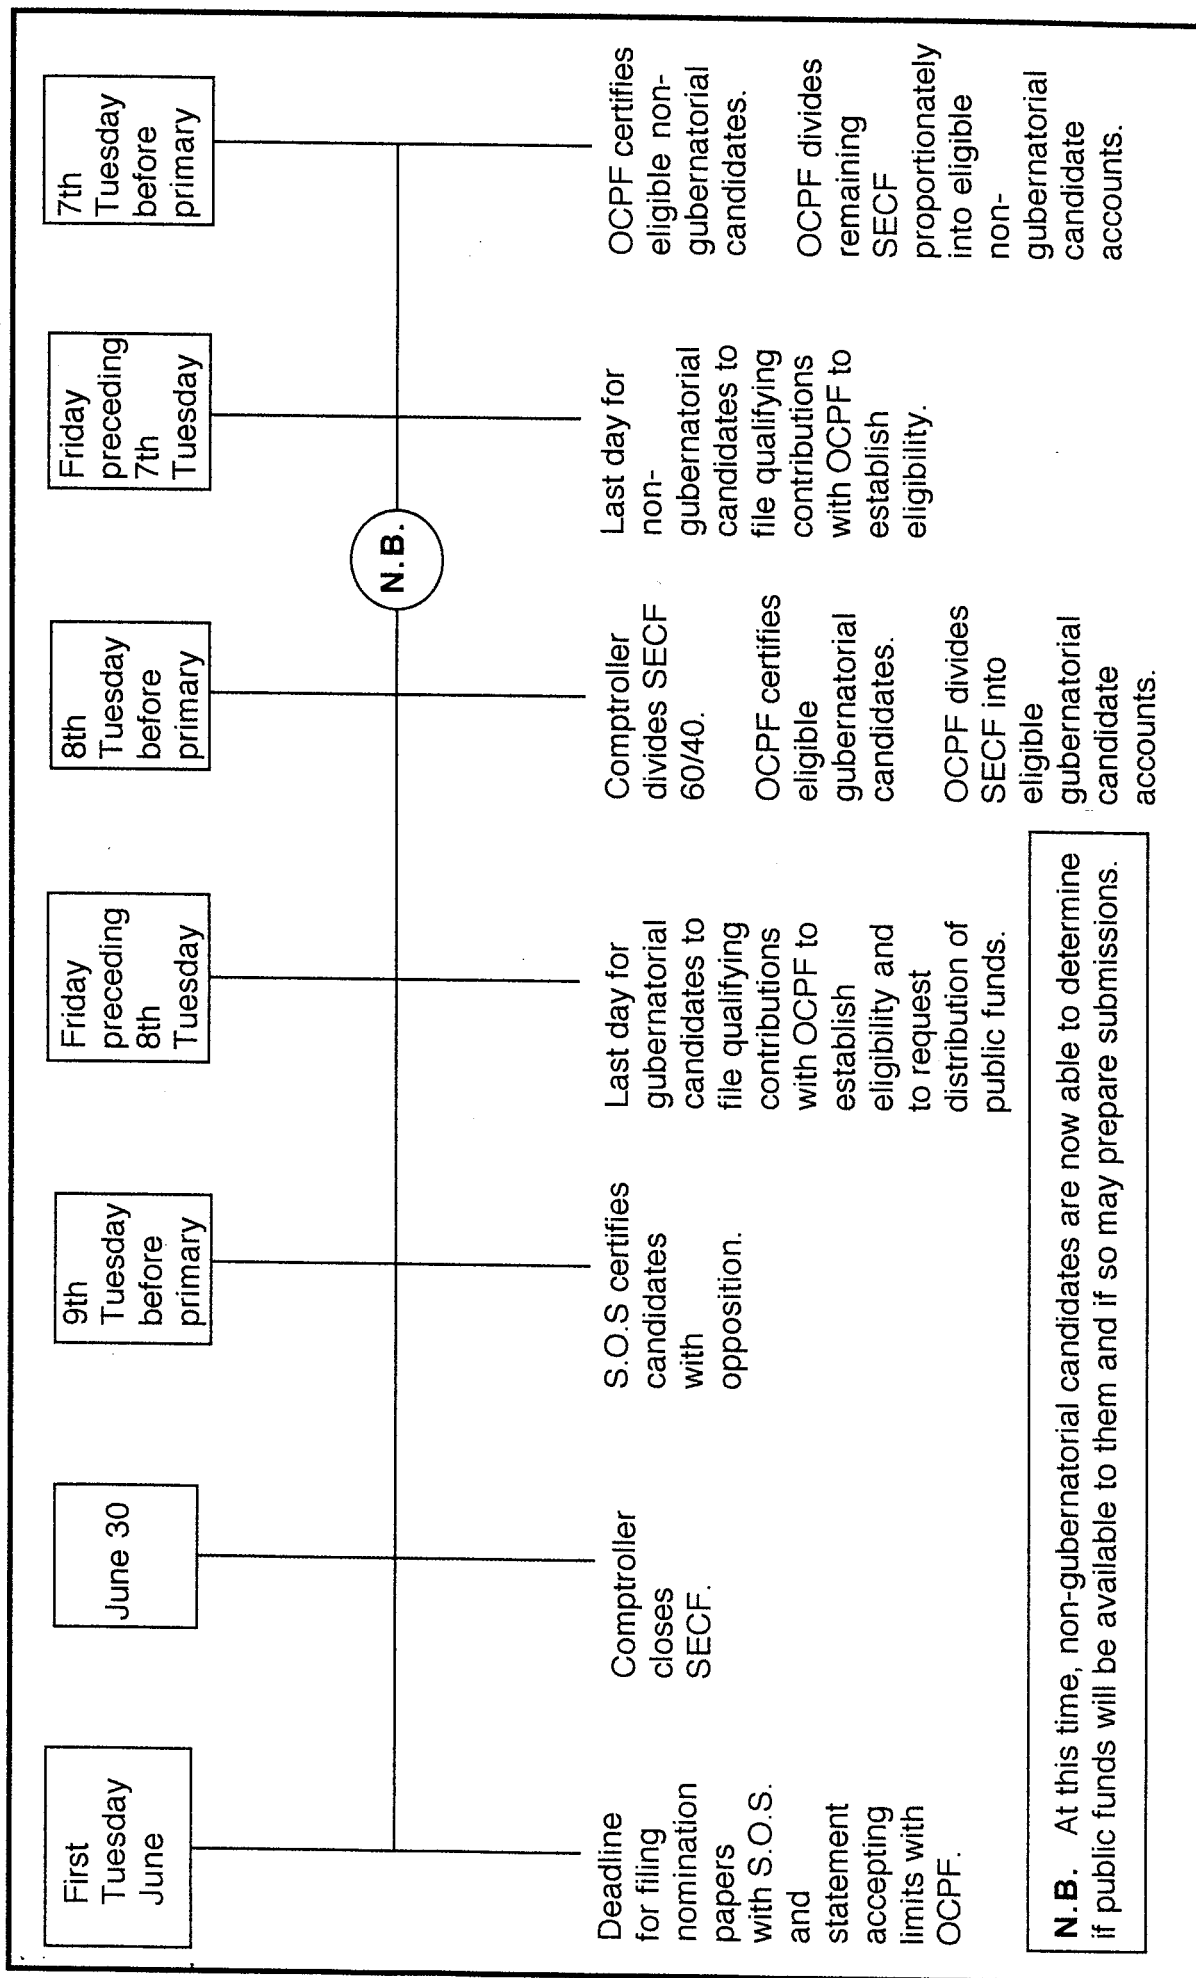 First
Tuesday
June
Deadline
for filing
nomination
papers
with S.O.S.
and
statement
accepting
limits with
OCPF.
June 30
Comptroller
closes
SECF.
9th
Tuesday
before
primary
S.O.S certifies
candidates
with
opposition.
Friday
preceding
8th
Tuesday
Last day for
gubernatorial
candidates to
file qualifying
contributions
with OCPF to
establish
eligibility and
to request
distribution of
public funds.
8th
Tuesday
before
primary
Comptroller
divides SECF
60/40.
OCPF certifies
eligible
gubernatorial
candidates.
OCPF divides
SECF into
eligible
gubernatorial
candidate
accounts.
N.B.
Friday
preceding
7th
Tuesday
Last day for
non-
gubernatorial
candidates to
file qualifying
contributions
with OCPF to
establish
eligibility.
7th
Tuesday
before
primary
OCPF certifies
eligible non-
gubernatorial
candidates.
OCPF divides
remaining
SECF
proportionately
into eligible
non-
gubernatorial
candidate
accounts.
N.B. At this time, non-gubernatorial candidates are now able to determine
if public funds will be available to them and if so may prepare submissions.